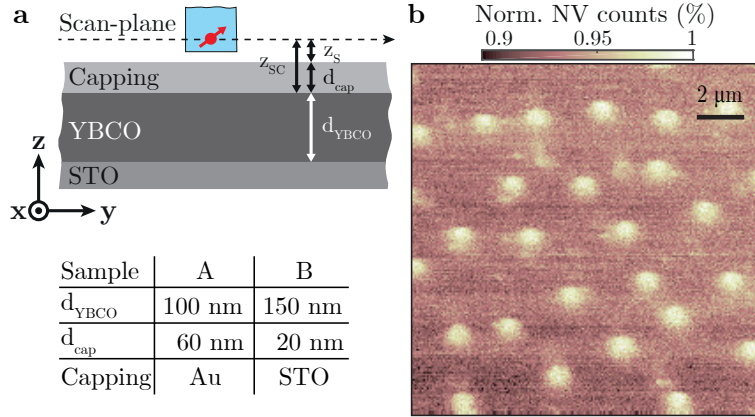 a
Scan-plane
z_S
z_SC
Capping
d_cap
YBCO
d_YBCO
STO
z
x
y
Sample A B
d_YBCO 100 nm 150 nm
d_cap 60 nm 20 nm
Capping Au STO
b
Norm. NV counts (%)
0.9 0.95 1
2 μm